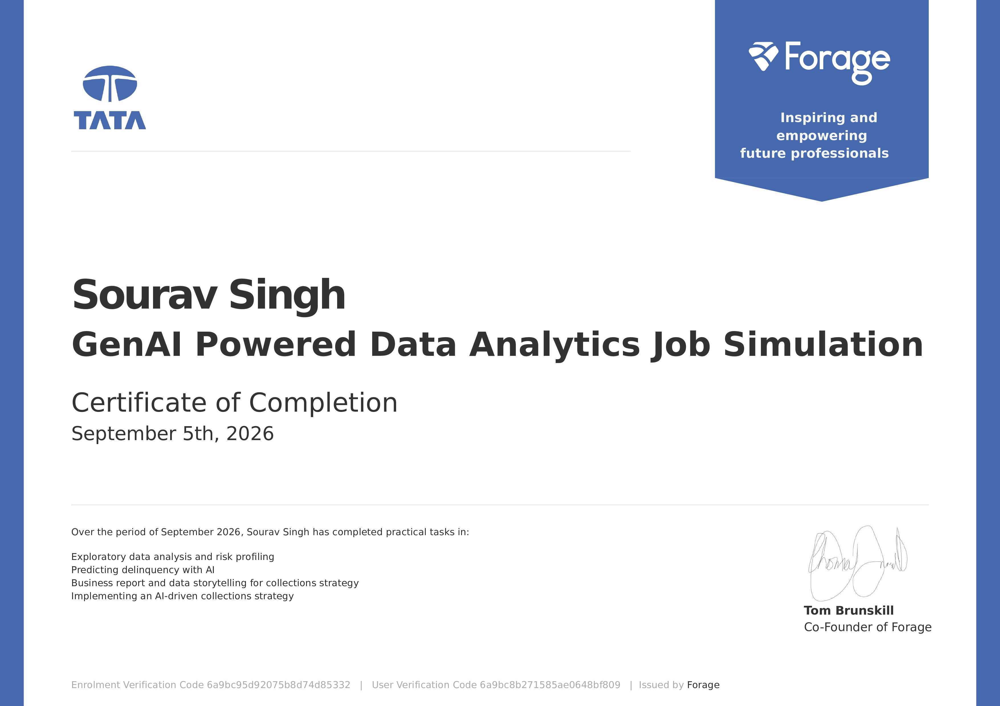 TATA
Forage
Inspiring and
empowering
future professionals
Sourav Singh
GenAI Powered Data Analytics Job Simulation
Certificate of Completion
September 5th, 2026
Over the period of September 2026, Sourav Singh has completed practical tasks in:
Exploratory data analysis and risk profiling
Predicting delinquency with AI
Business report and data storytelling for collections strategy
Implementing an AI-driven collections strategy
Tom Brunskill
Co-Founder of Forage
Enrolment Verification Code 6a9bc95d92075b8d74d85332 | User Verification Code 6a9bc8b271585ae0648bf809 | Issued by Forage